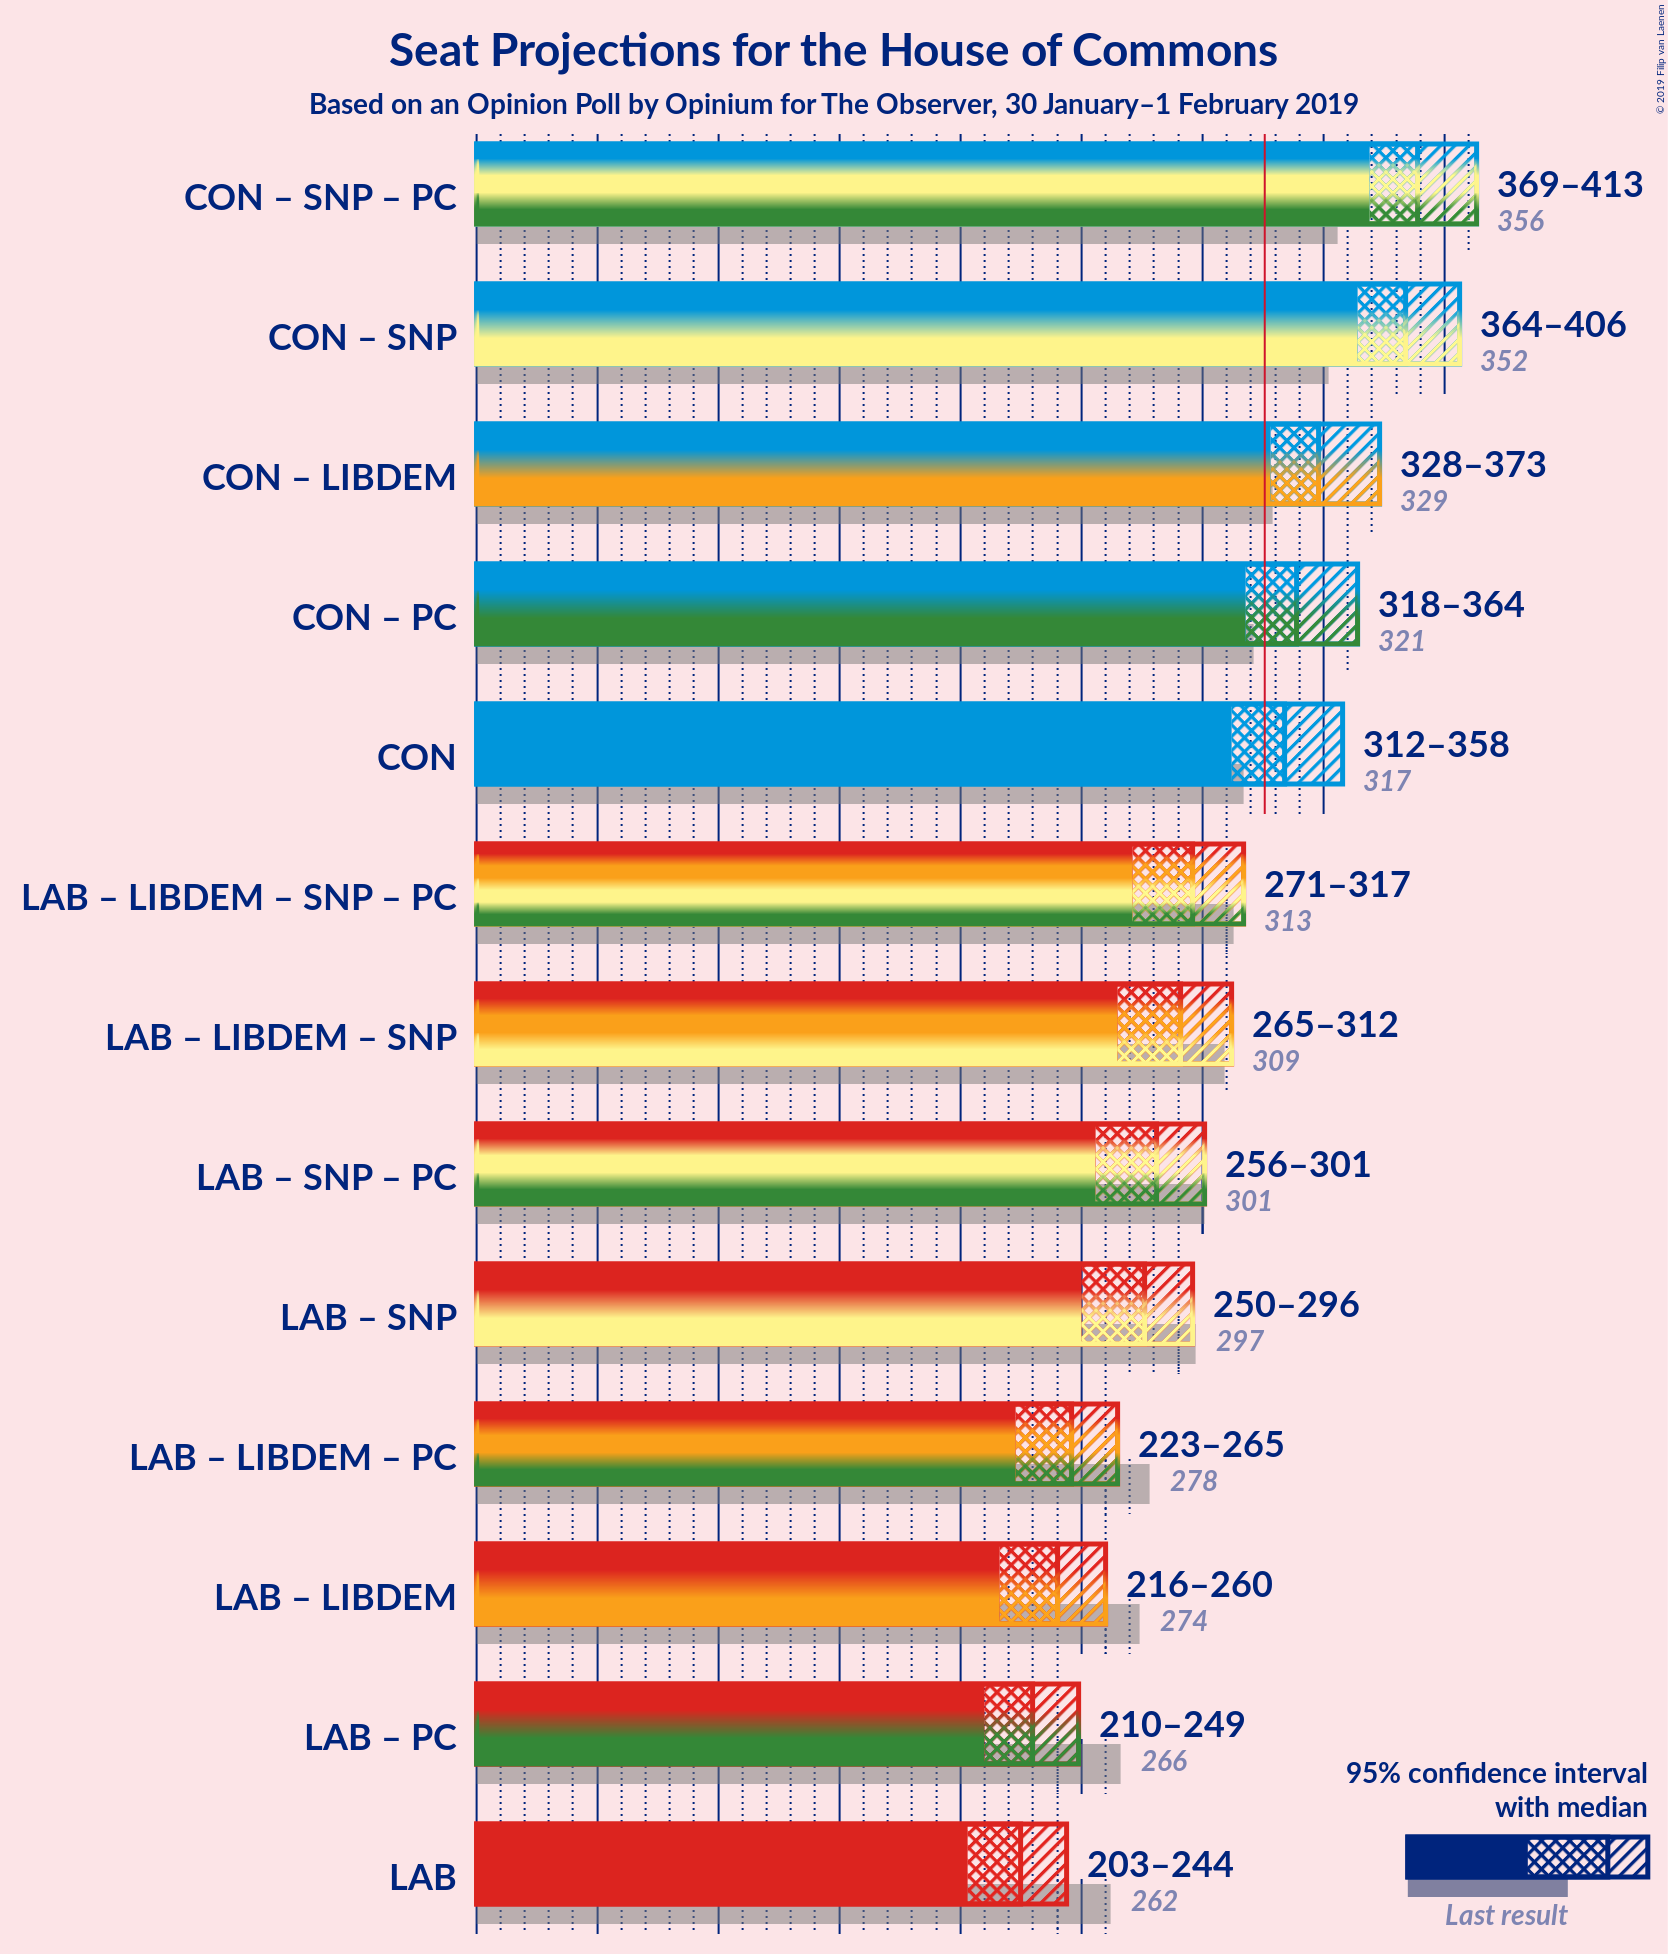 Seat Projections for the House of Commons
Based on an Opinion Poll by Opinium for The Observer, 30 January–1 February 2019
© 2019 Filip van Laenen
CON – SNP – PC
369–413
356
CON – SNP
364–406
352
CON – LIBDEM
328–373
329
CON – PC
318–364
321
CON
312–358
317
LAB – LIBDEM – SNP – PC
271–317
313
LAB – LIBDEM – SNP
265–312
309
LAB – SNP – PC
256–301
301
LAB – SNP
250–296
297
LAB – LIBDEM – PC
223–265
278
LAB – LIBDEM
216–260
274
LAB – PC
210–249
266
LAB
203–244
262
95% confidence interval
with median
Last result